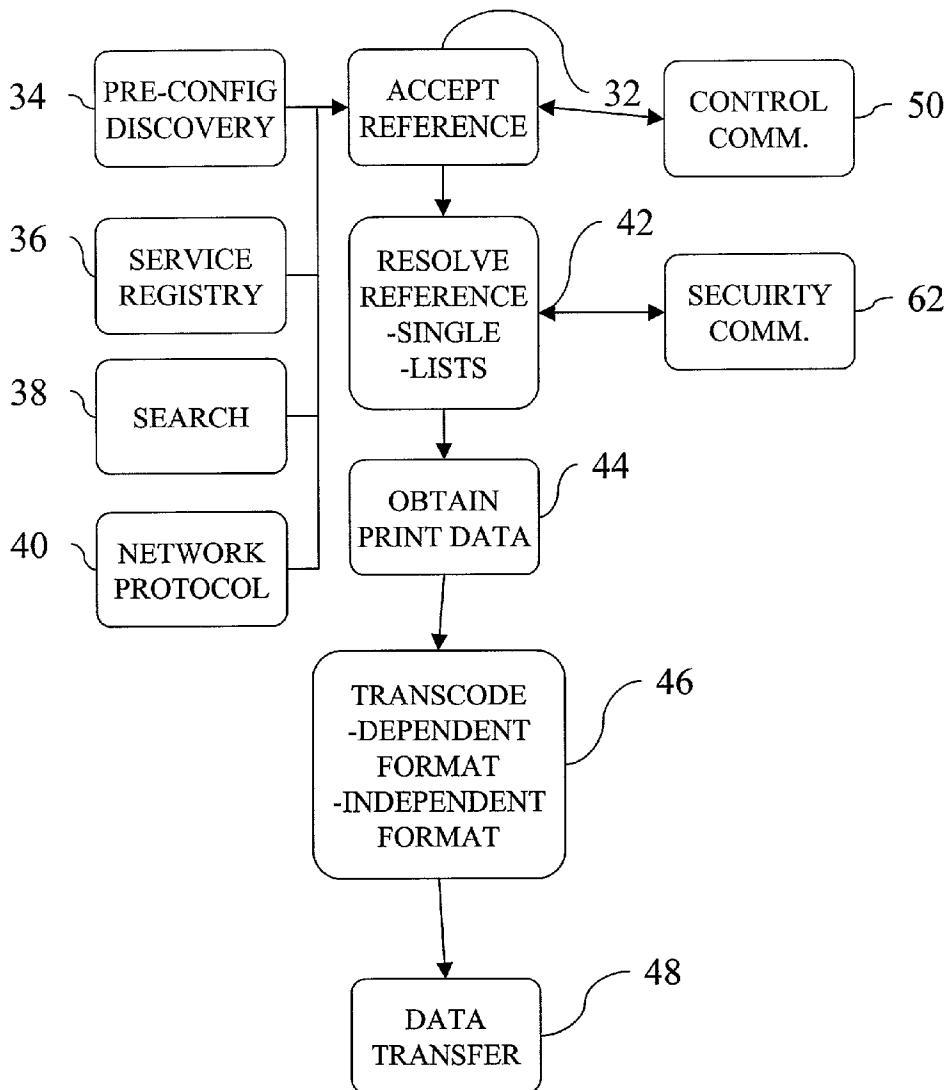 34
PRE-CONFIG
DISCOVERY
ACCEPT
REFERENCE
32
CONTROL
COMM.
50
36
SERVICE
REGISTRY
RESOLVE
REFERENCE
-SINGLE
-LISTS
42
SECUIRTY
COMM.
62
38
SEARCH
40
NETWORK
PROTOCOL
OBTAIN
PRINT DATA
44
TRANSCODE
-DEPENDENT
FORMAT
-INDEPENDENT
FORMAT
46
DATA
TRANSFER
48